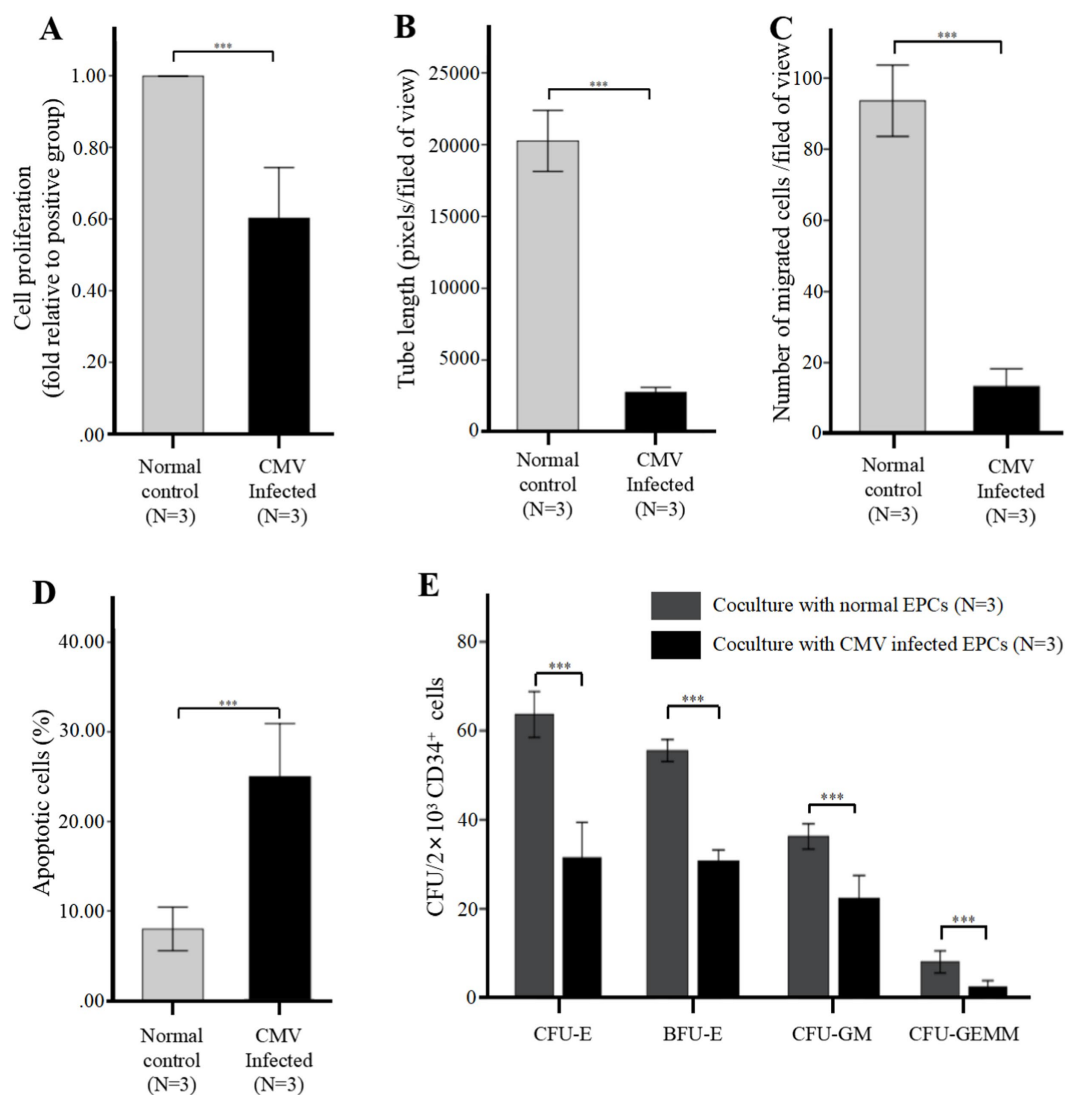 A
***
Cell proliferation
(fold relative to positive group)
1.00
0.80
0.60
0.40
.20
.00
Normal
control
(N=3)
CMV
Infected
(N=3)
B
***
Tube length (pixels/filed of view)
25000
20000
15000
10000
5000
0
Normal
control
(N=3)
CMV
Infected
(N=3)
C
***
Number of migrated cells /filed of view
100
80
60
40
20
0
Normal
control
(N=3)
CMV
Infected
(N=3)
D
***
Apoptotic cells (%)
40.00
30.00
20.00
10.00
.00
Normal
control
(N=3)
CMV
Infected
(N=3)
E
Coculture with normal EPCs (N=3)
Coculture with CMV infected EPCs (N=3)
CFU/2×10³ CD34⁺ cells
80
60
40
20
0
***
***
***
***
CFU-E
BFU-E
CFU-GM
CFU-GEMM